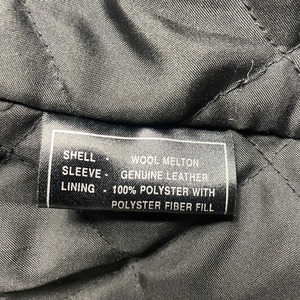 SHELL - WOOL MELTON
SLEEVE - GENUINE LEATHER
LINING - 100% POLYSTER WITH
POLYSTER FIBER FILL